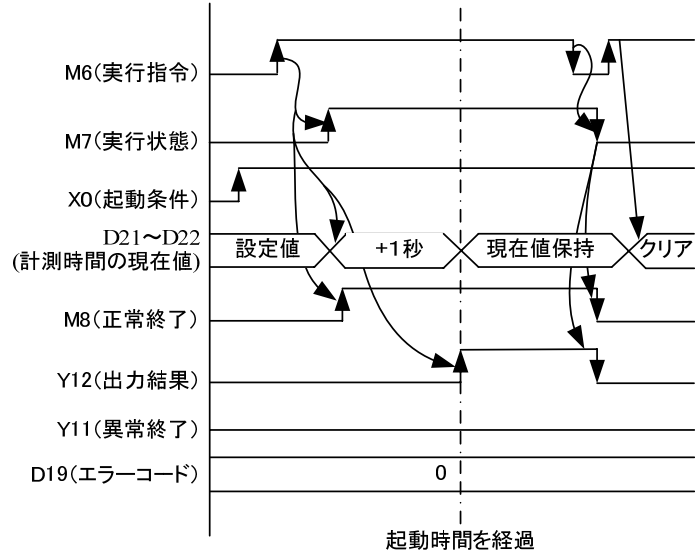 M6(実行指令)
M7(実行状態)
X0(起動条件)
D21～D22
(計測時間の現在値)
設定値
+1秒
現在値保持
クリア
M8(正常終了)
Y12(出力結果)
Y11(異常終了)
D19(エラーコード)
0
起動時間を経過